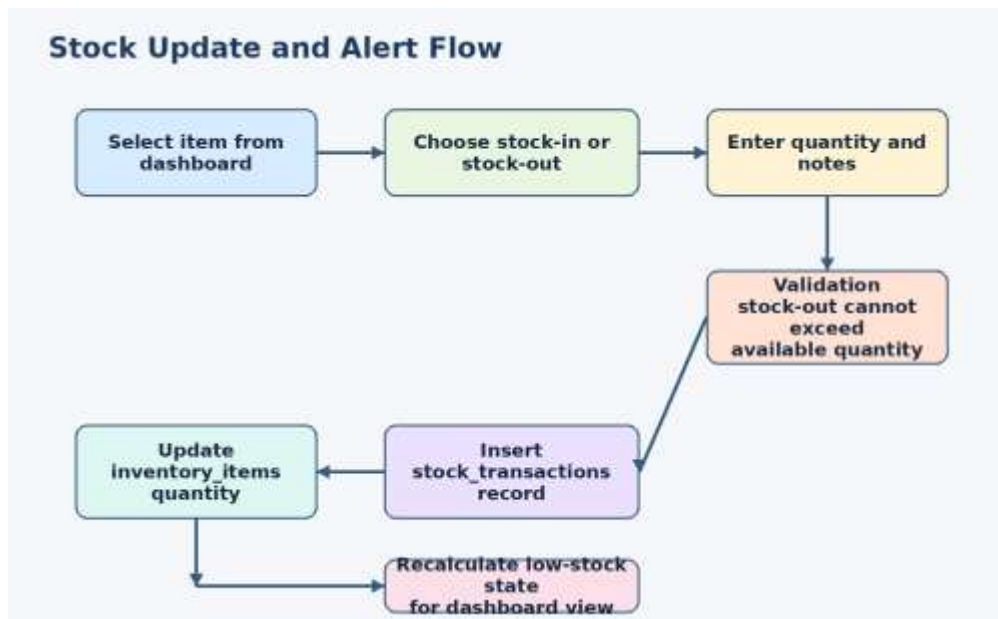 Stock Update and Alert Flow
Select item from
dashboard
Choose stock-in or
stock-out
Enter quantity and
notes
Validation
stock-out cannot
exceed
available quantity
Update
inventory_items
quantity
Insert
stock_transactions
record
Recalculate low-stock
state
for dashboard view